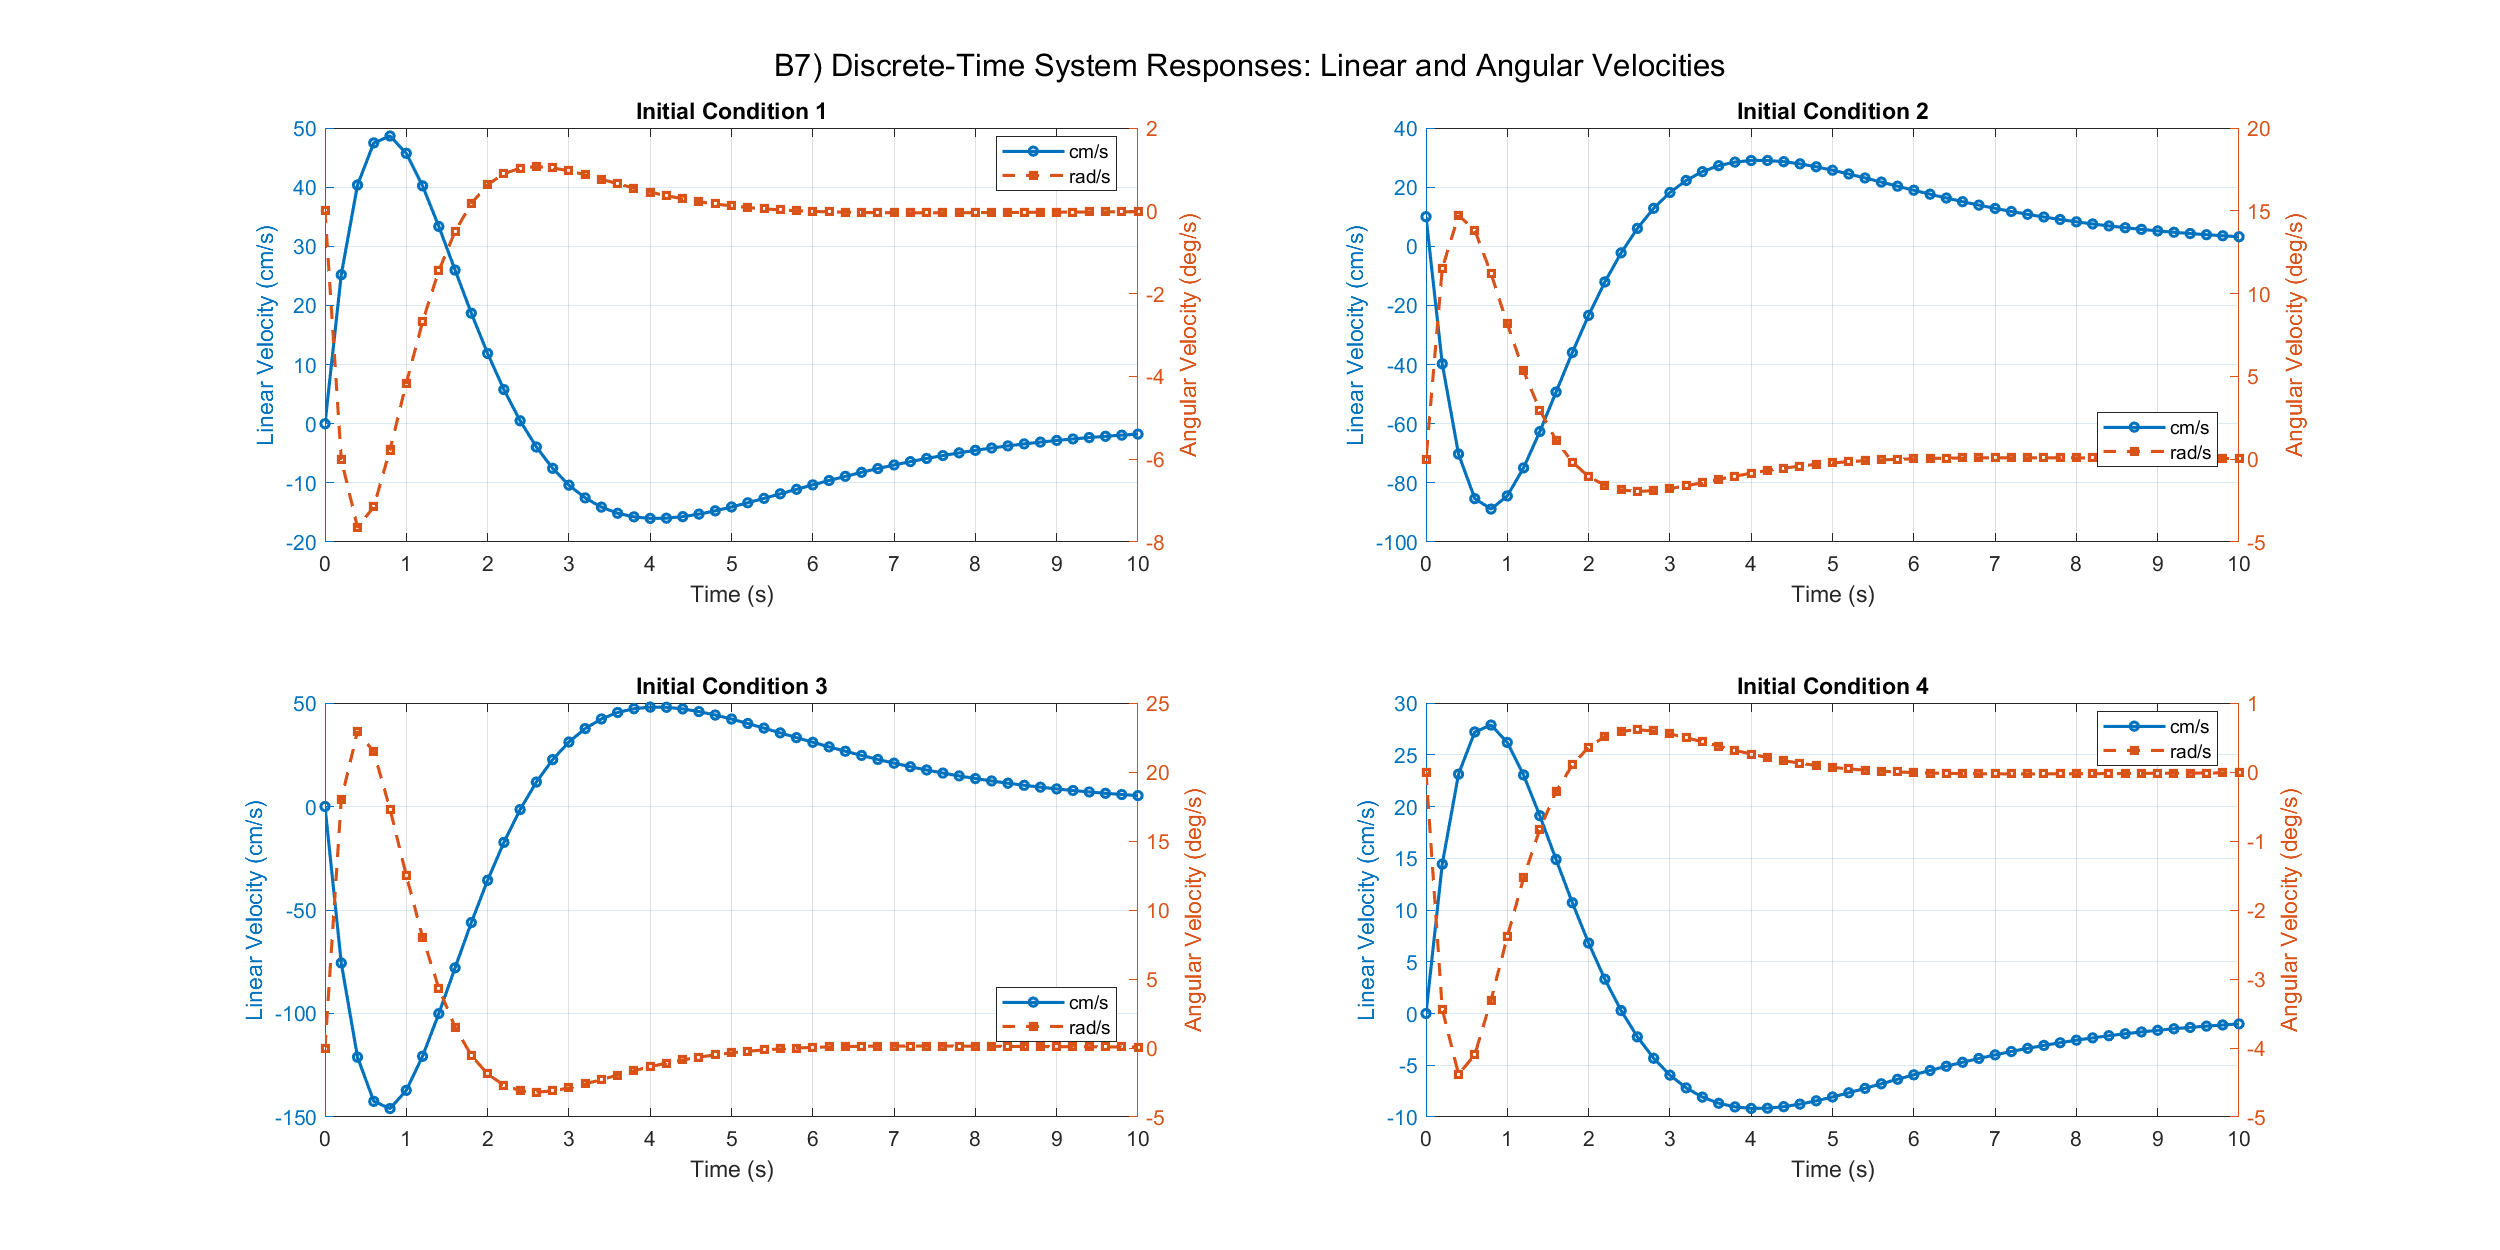 B7) Discrete-Time System Responses: Linear and Angular Velocities
Initial Condition 1
50
40
30
20
10
0
-10
-20
Linear Velocity (cm/s)
2
0
-2
-4
-6
-8
Angular Velocity (deg/s)
cm/s
rad/s
0 1 2 3 4 5 6 7 8 9 10
Time (s)
Initial Condition 2
40
20
0
-20
-40
-60
-80
-100
Linear Velocity (cm/s)
20
15
10
5
0
-5
Angular Velocity (deg/s)
cm/s
rad/s
0 1 2 3 4 5 6 7 8 9 10
Time (s)
Initial Condition 3
50
0
-50
-100
-150
Linear Velocity (cm/s)
25
20
15
10
5
0
-5
Angular Velocity (deg/s)
cm/s
rad/s
0 1 2 3 4 5 6 7 8 9 10
Time (s)
Initial Condition 4
30
25
20
15
10
5
0
-5
-10
Linear Velocity (cm/s)
1
0
-1
-2
-3
-4
-5
Angular Velocity (deg/s)
cm/s
rad/s
0 1 2 3 4 5 6 7 8 9 10
Time (s)